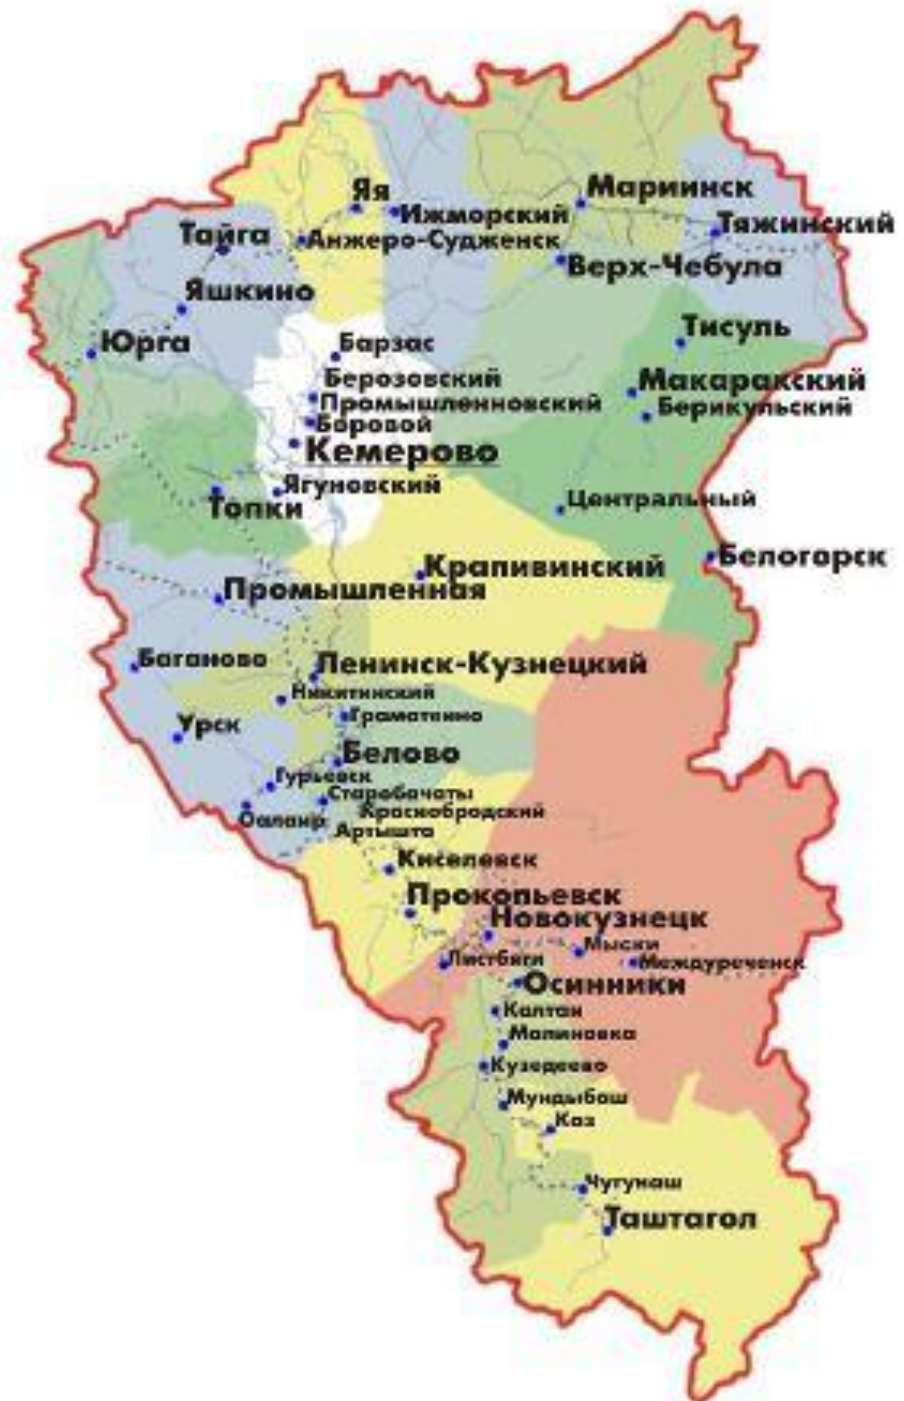 Мариинск
Яя
Ижморский
Тяжинский
Тайга
Анжеро-Судженск
Верх-Чебула
Яшкино
Тисуль
Юрга
Барзас
Берозовский
Макаракский
Промышленновский
Берикульский
Боровой
Кемерово
Ягуновский
Центральный
Топки
Белогорск
Крапивинский
Промышленная
Баганово
Ленинск-Кузнецкий
Никитинский
Грамотеино
Урск
Белово
Гурьевск
Старобачаты
Краснобродский
Салаир
Артышта
Киселевск
Прокопьевск
Новокузнецк
Мыски
Листвяги
Междуреченск
Осинники
Калтан
Малиновка
Кузедеево
Мундыбаш
Каз
Чугунаш
Таштагол